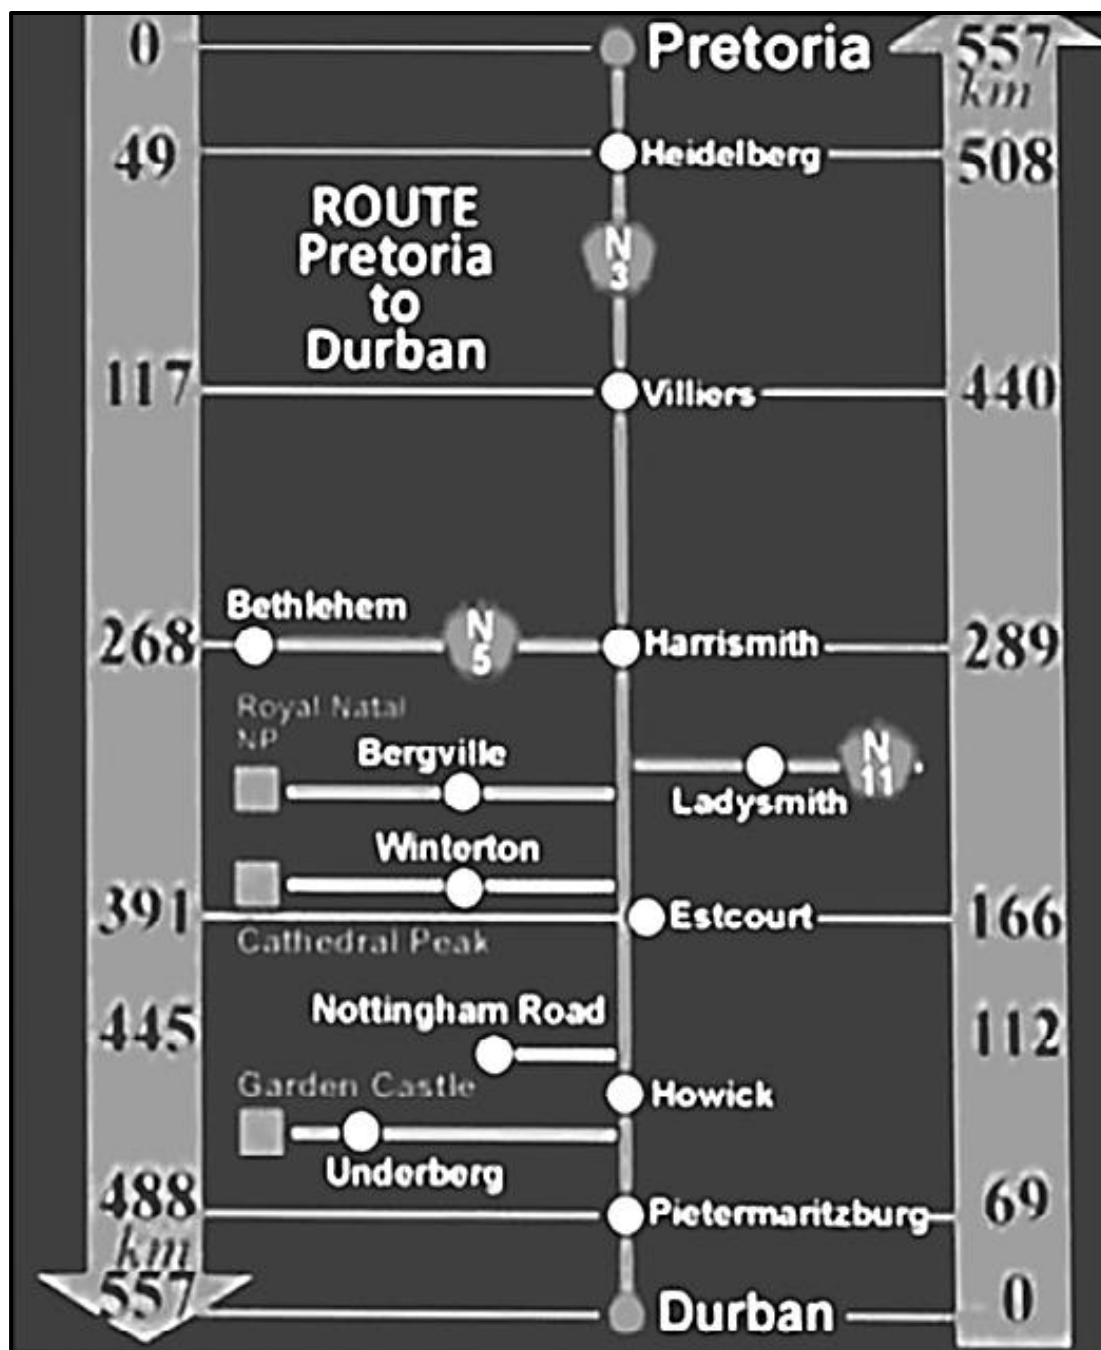 0
Pretoria
557
km
49
Heidelberg
508
ROUTE
Pretoria
to
Durban
N
3
117
Villiers
440
Bethlehem
N
5
268
Harrismith
289
Royal Natal
NP
Bergville
N
11
Ladysmith
Winterton
391
Estcourt
166
Cathedral Peak
Nottingham Road
445
112
Garden Castle
Howick
Underberg
488
Pietermaritzburg
69
km
557
Durban
0